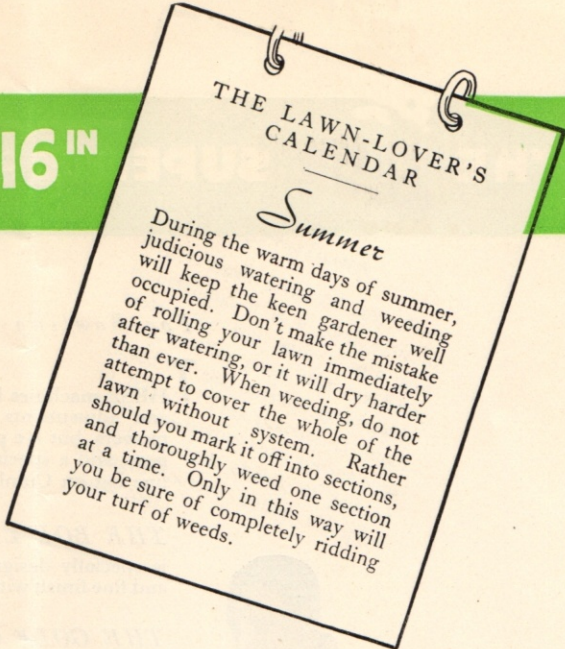 16 IN
THE LAWN-LOVER'S
CALENDAR
Summer
During the warm days of summer,
judicious watering and weeding
will keep the keen gardener well
occupied. Don't make the mistake
of rolling your lawn immediately
after watering, or it will dry harder
than ever. When weeding, do not
attempt to cover the whole of the
lawn without system. Rather
should you mark it off into sections,
and thoroughly weed one section
at a time. Only in this way will
you be sure of completely ridding
your turf of weeds.